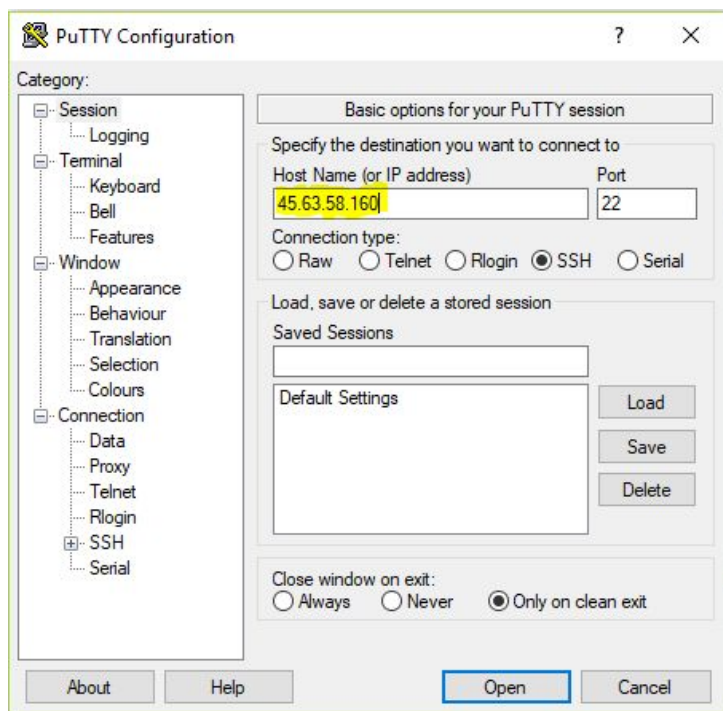 PuTTY Configuration
?
Category:
Session
Logging
Terminal
Keyboard
Bell
Features
Window
Appearance
Behaviour
Translation
Selection
Colours
Connection
Data
Proxy
Telnet
Rlogin
SSH
Serial
Basic options for your PuTTY session
Specify the destination you want to connect to
Host Name (or IP address) Port
45.63.58.160 22
Connection type:
Raw Telnet Rlogin SSH Serial
Load, save or delete a stored session
Saved Sessions
Default Settings
Load
Save
Delete
Close window on exit:
Always Never Only on clean exit
About Help Open Cancel